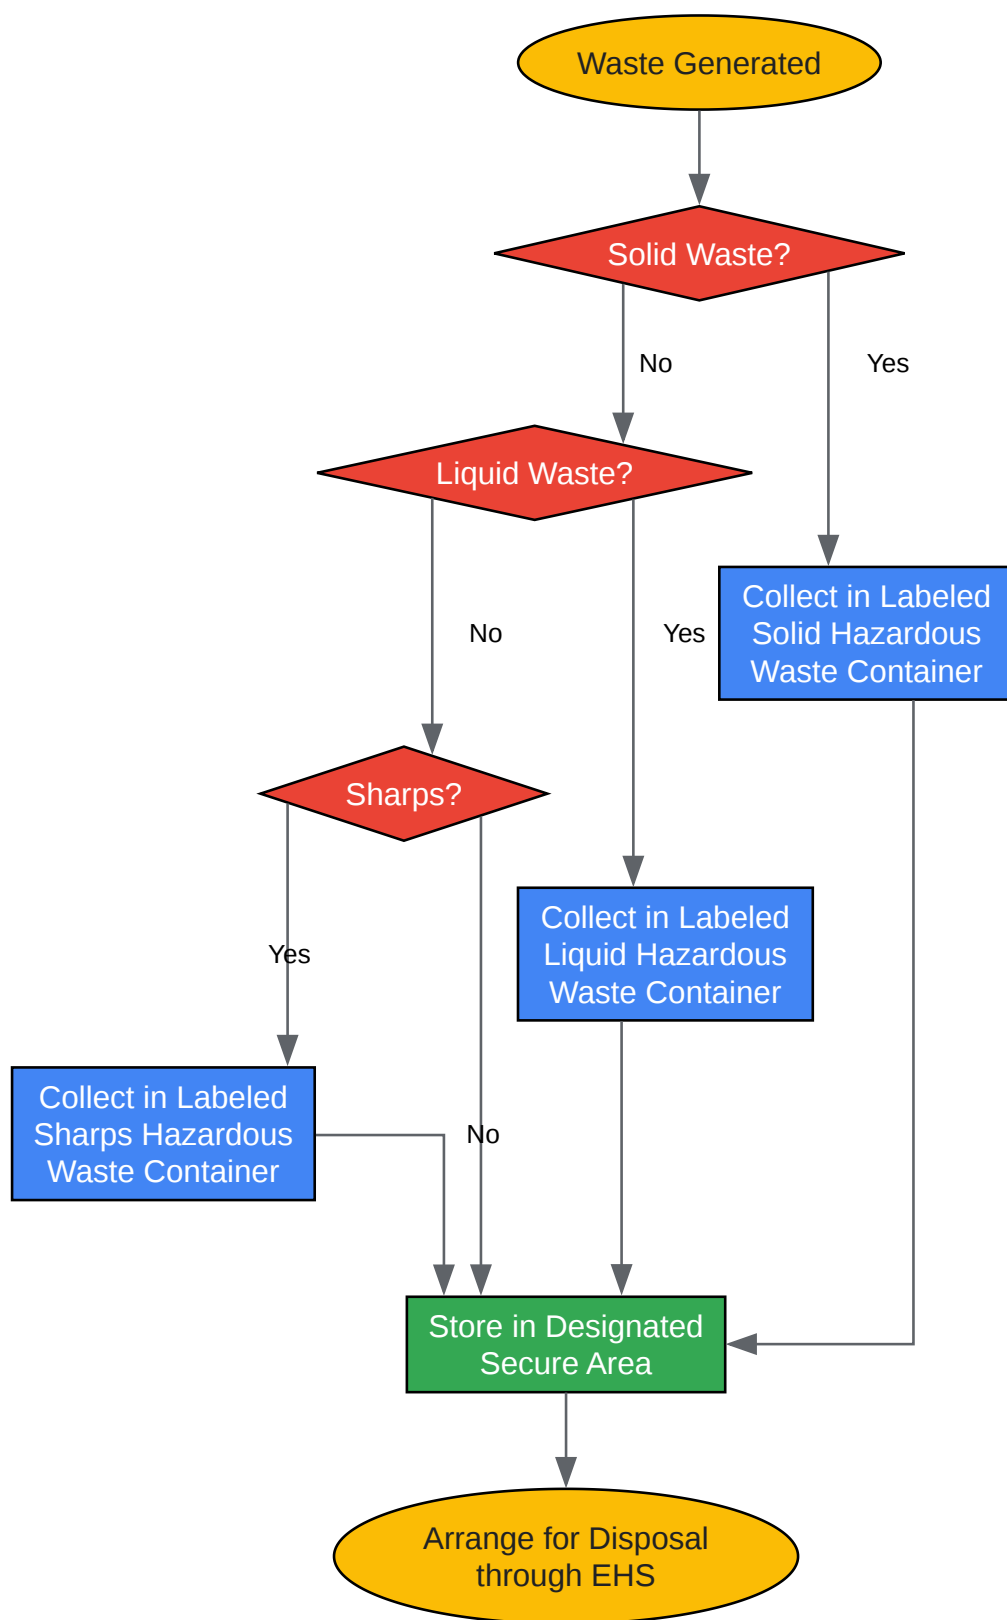 Waste Generated
Solid Waste?
No
Yes
Liquid Waste?
Collect in Labeled
Solid Hazardous
Waste Container
No
Yes
Sharps?
Collect in Labeled
Liquid Hazardous
Waste Container
Yes
Collect in Labeled
Sharps Hazardous
Waste Container
No
Store in Designated
Secure Area
Arrange for Disposal
through EHS